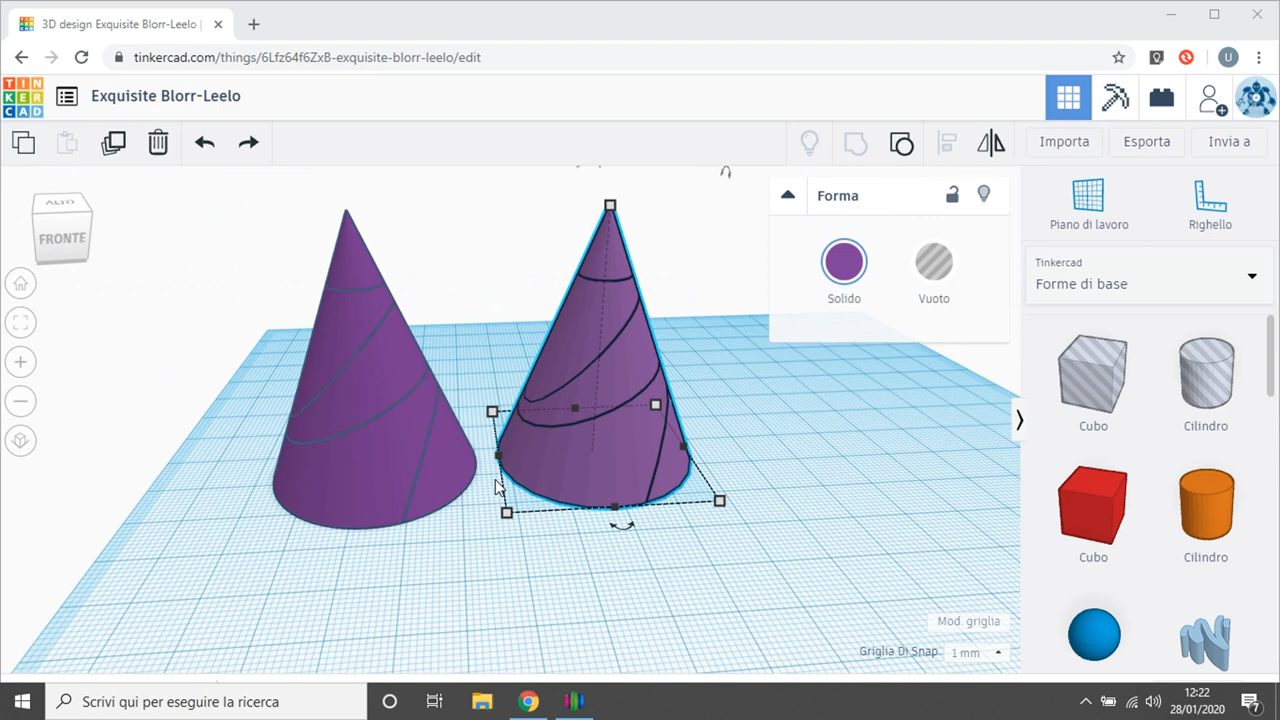 3D design Exquisite Blorr-Leelo |
tinkercad.com/things/6Lfz64f6ZxB-exquisite-blorr-leelo/edit
U
TIN
KER
CAD
Exquisite Blorr-Leelo
Importa
Esporta
Invia a
ALTO
FRONTE
Forma
Solido
Vuoto
Piano di lavoro
Righello
Tinkercad
Forme di base
Cubo
Cilindro
Cubo
Cilindro
Mod. griglia
Griglia Di Snap
1 mm
Scrivi qui per eseguire la ricerca
12:22
28/01/2020
7